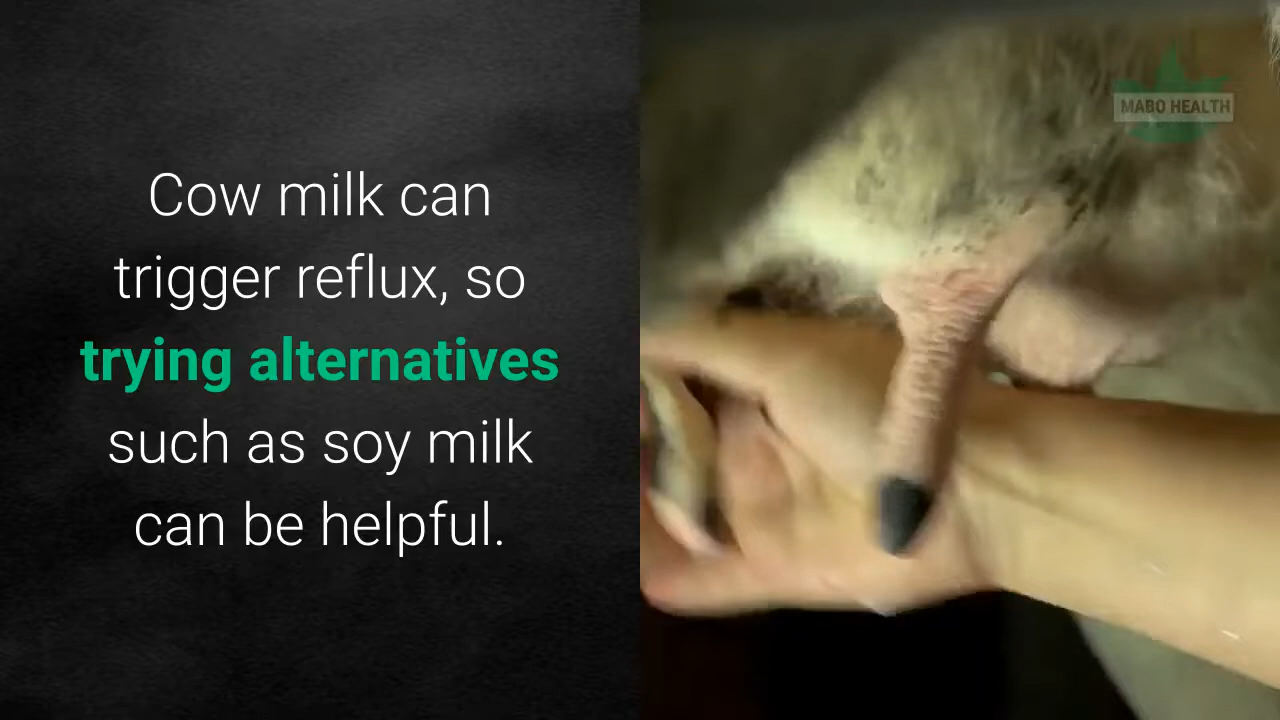 Cow milk can
trigger reflux, so
trying alternatives
such as soy milk
can be helpful.
MABO HEALTH